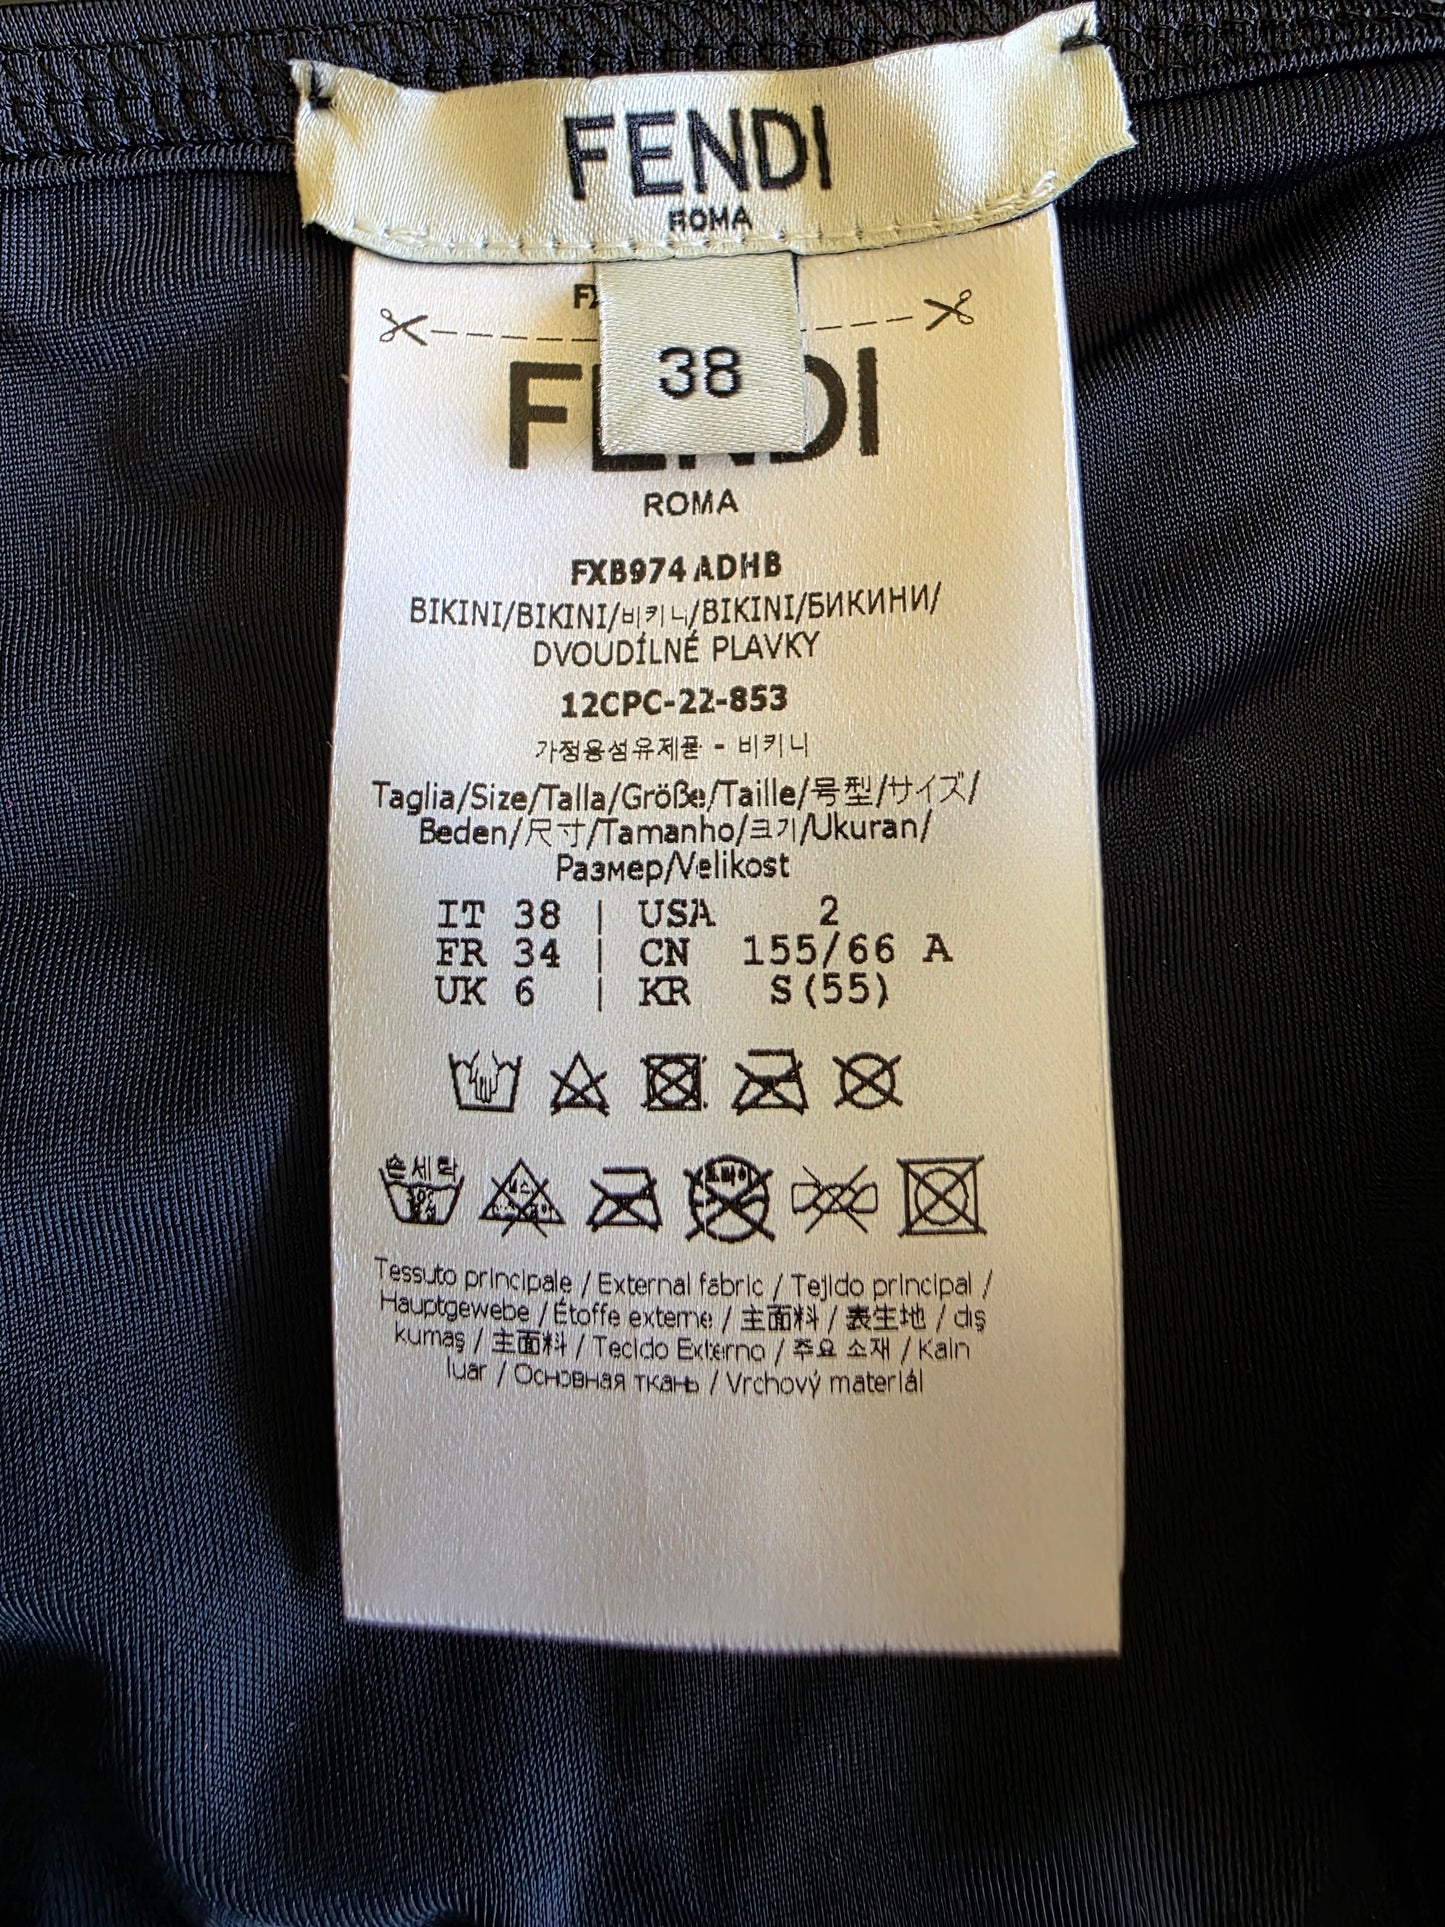 FENDI
ROMA
38
ROMA
FXB974 ADHB
BIKINI/BIKINI/비키니/BIKINI/БИКИНИ/
DVOUDÍLNÉ PLAVKY
12CPC-22-853
가정용섬유제품 - 비키니
Taglia/Size/Talla/Größe/Taille/号型/サイズ/
Beden/尺寸/Tamanho/크기/Ukuran/
Размер/Velikost
IT 38 | USA 2
FR 34 | CN 155/66 A
UK 6 | KR S(55)
손세탁
Tessuto principale / External fabric / Tejido principal /
Hauptgewebe / Étoffe externe / 主面料 / 表生地 / dış
kumaş / 主面料 / Tecido Externo / 주요 소재 / Kain
luar / Основная ткань / Vrchový materiál